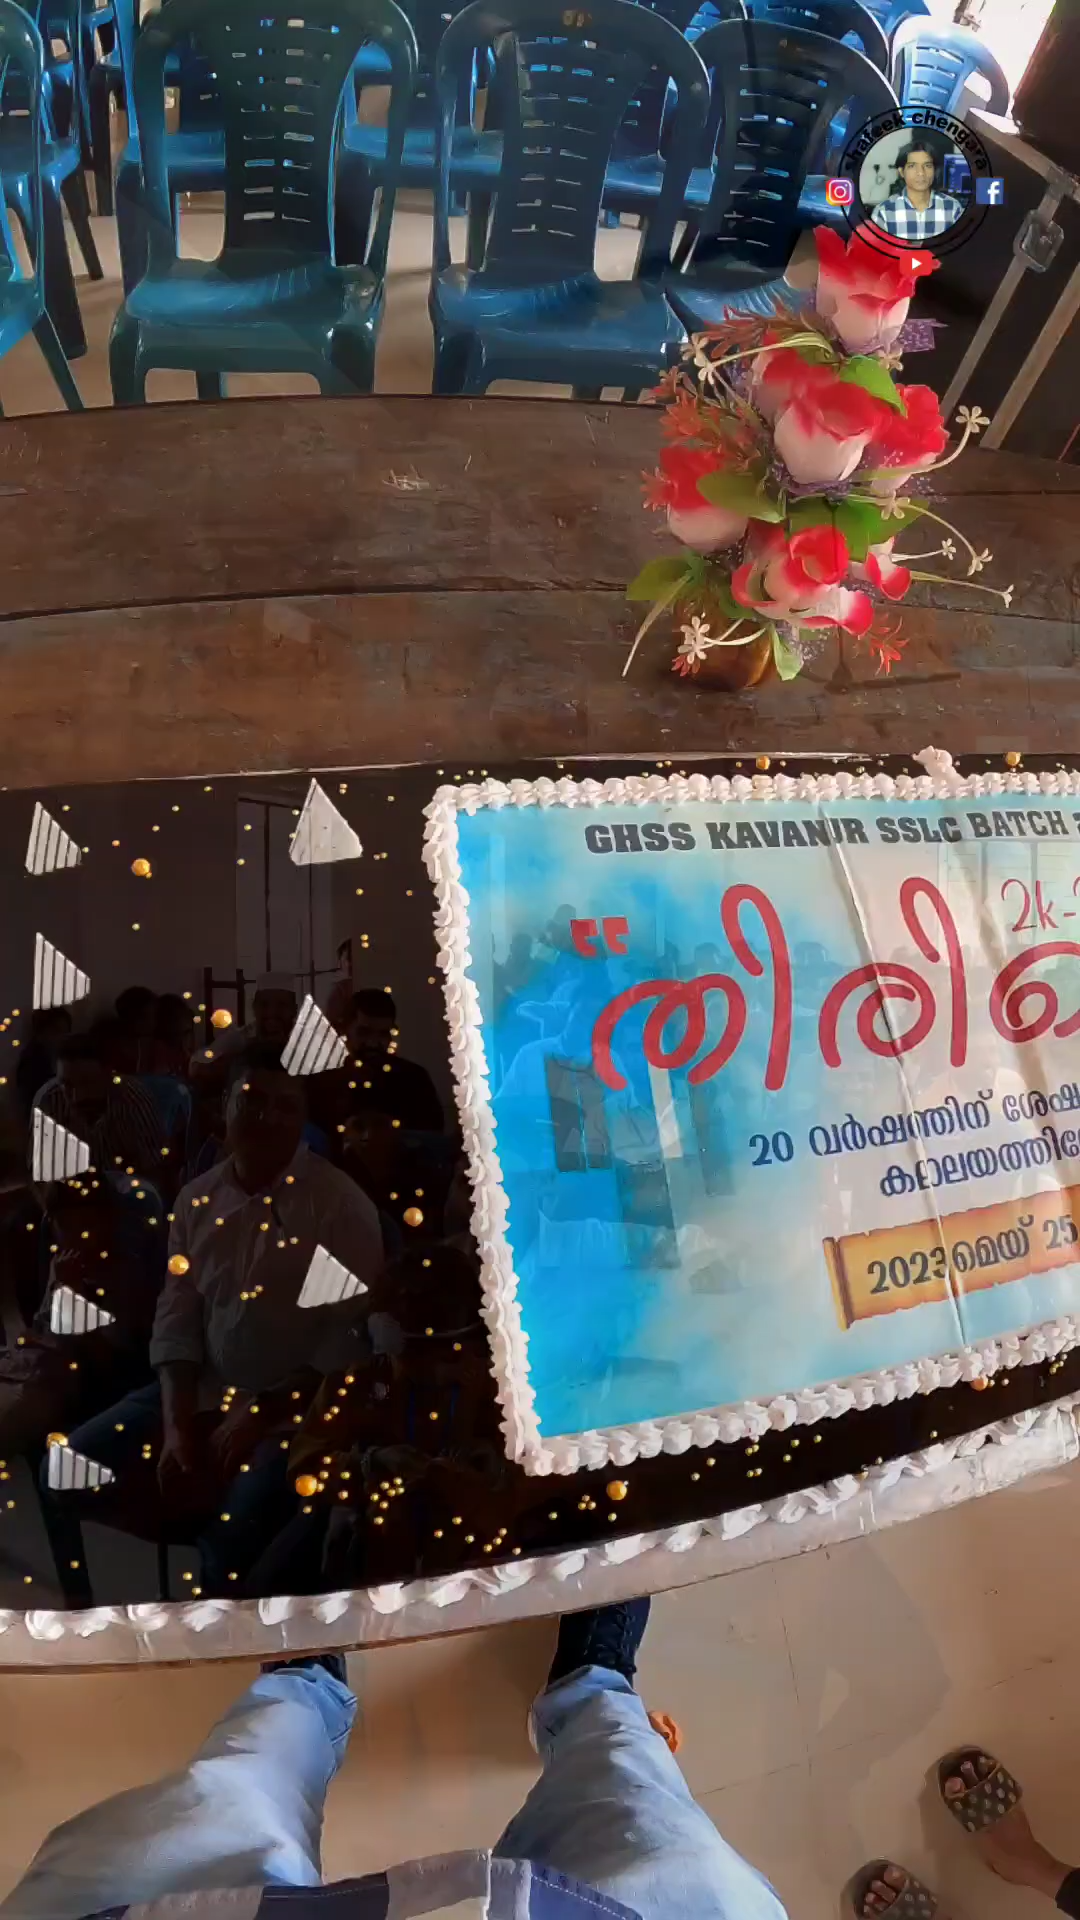 shafeek-chengara
GHSS KAVANUR SSLC BATCH
2k-
"തിരികെ
20 വർഷത്തിന് ശേഷ
കലാലയത്തിലേ
2023 മെയ് 25